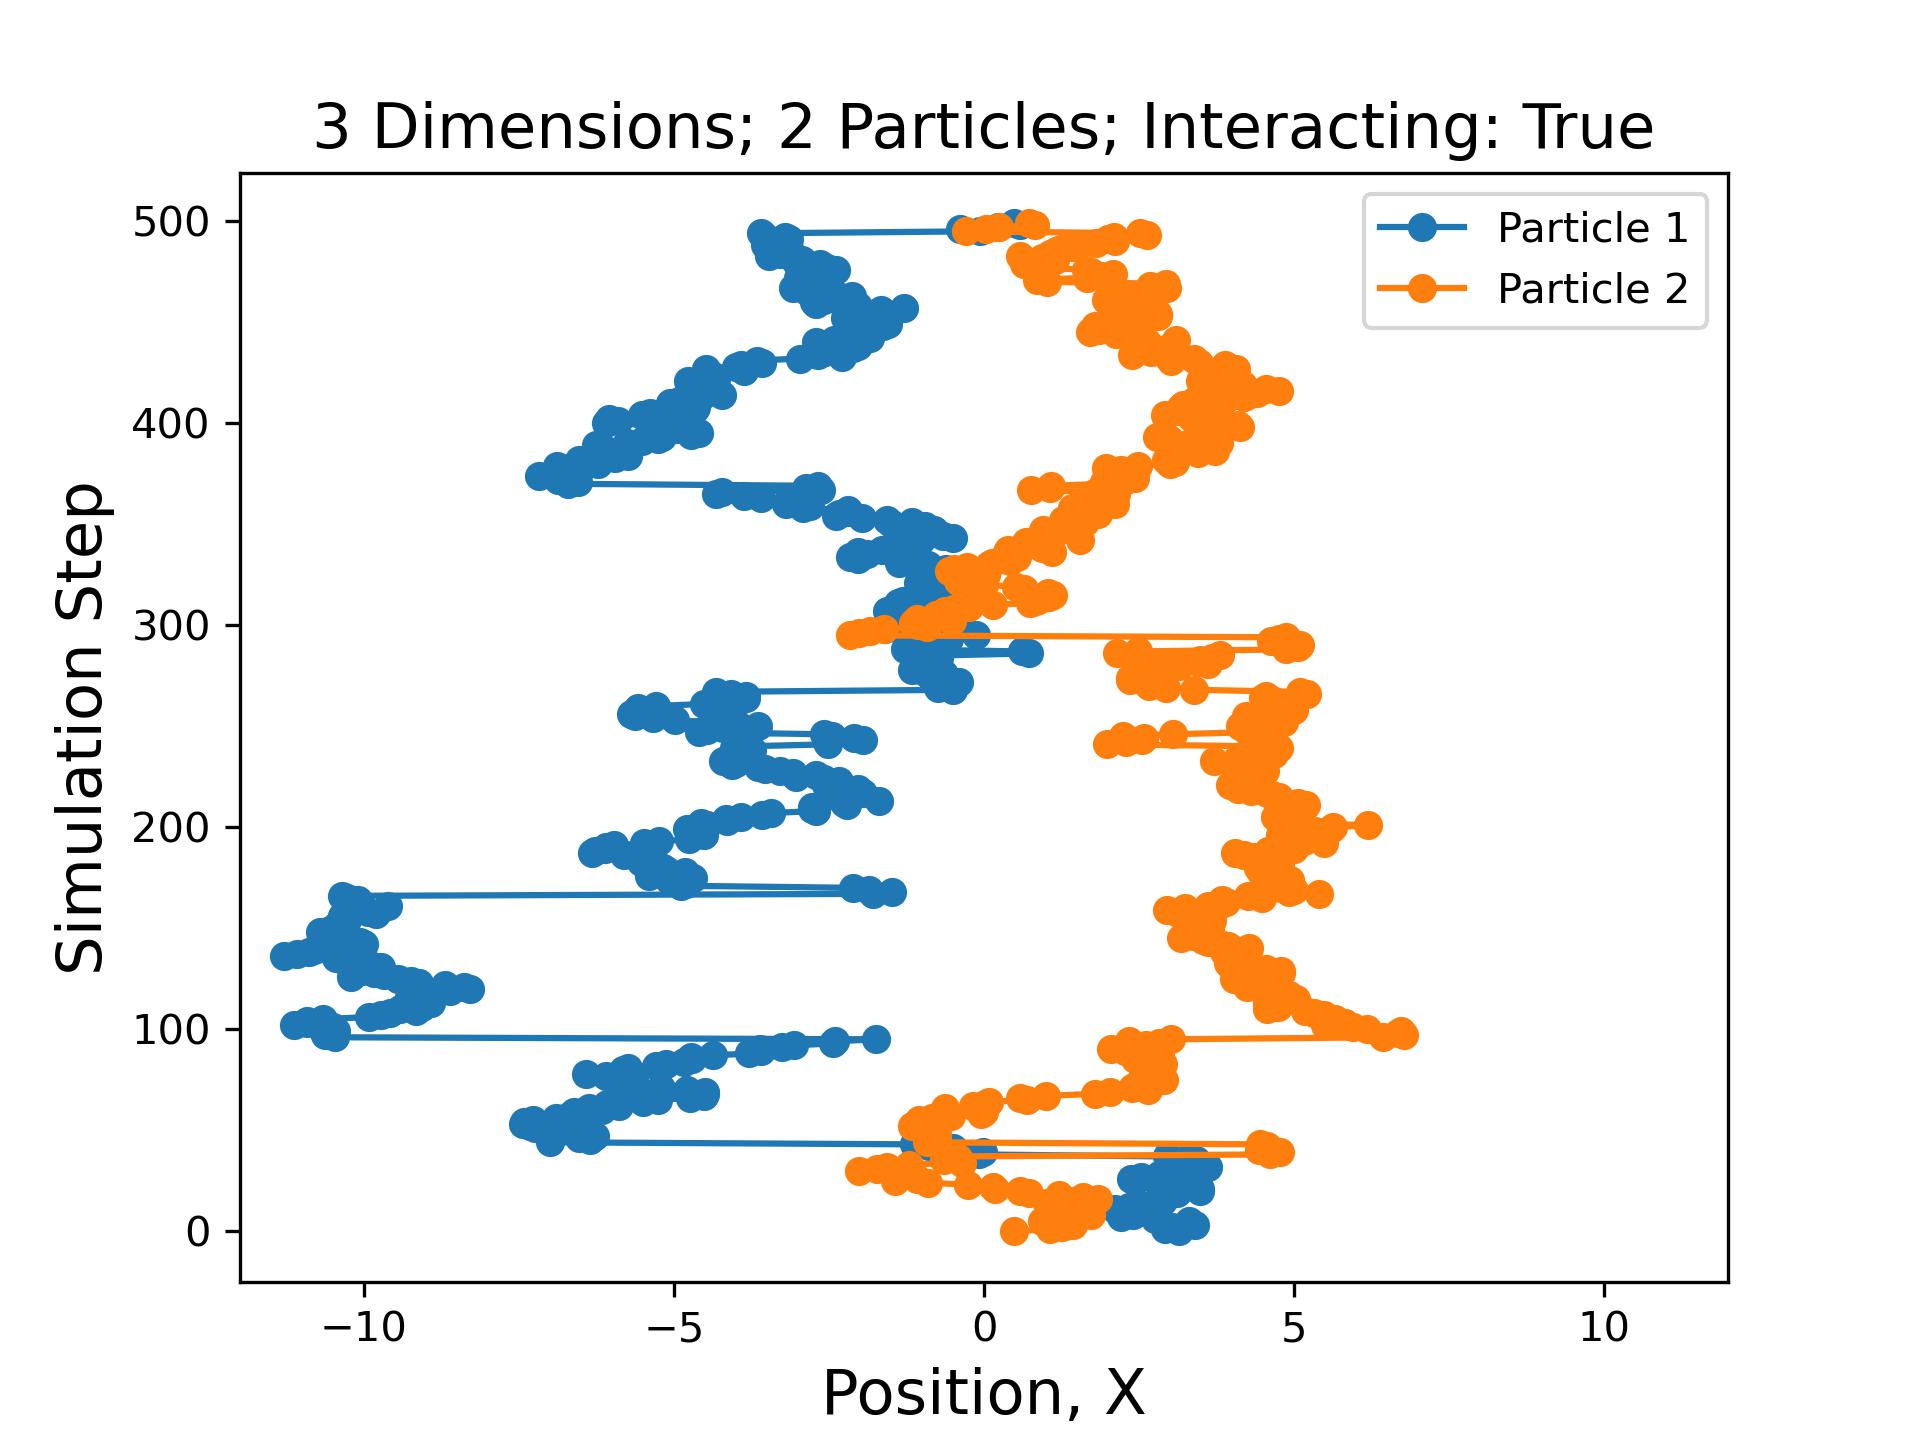 3 Dimensions; 2 Particles; Interacting: True
Particle 1
Particle 2
500
400
300
200
100
0
Simulation Step
−10
−5
0
5
10
Position, X